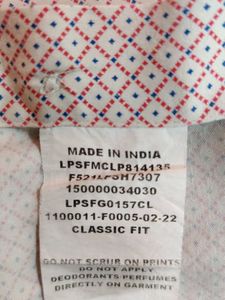 MADE IN INDIA
LPSFMCLP814135
F521LPSH7307
150000034030
LPSFG0157CL
1100011-F0005-02-22
CLASSIC FIT
DO NOT SCRUB ON PRINTS
DO NOT APPLY
DEODORANTS/PERFUMES
DIRECTLY ON GARMENT